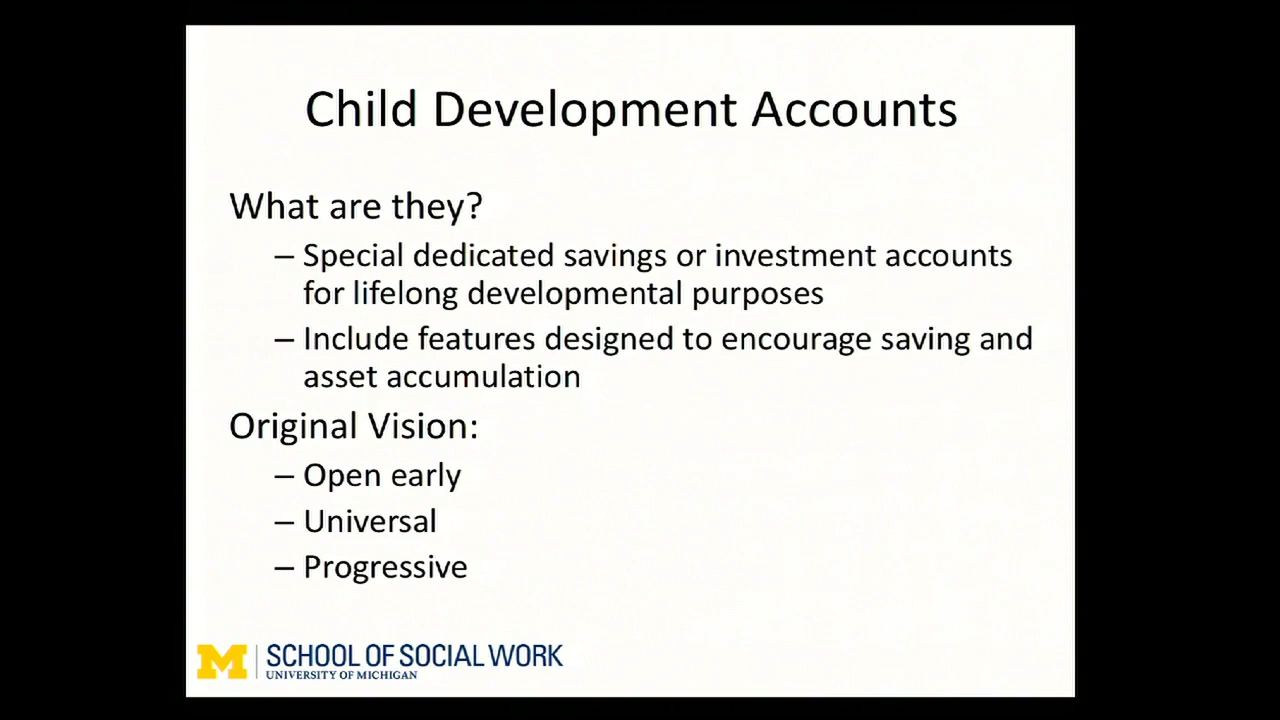 Child Development Accounts
What are they?
– Special dedicated savings or investment accounts
for lifelong developmental purposes
– Include features designed to encourage saving and
asset accumulation
Original Vision:
– Open early
– Universal
– Progressive
M SCHOOL OF SOCIAL WORK
UNIVERSITY OF MICHIGAN